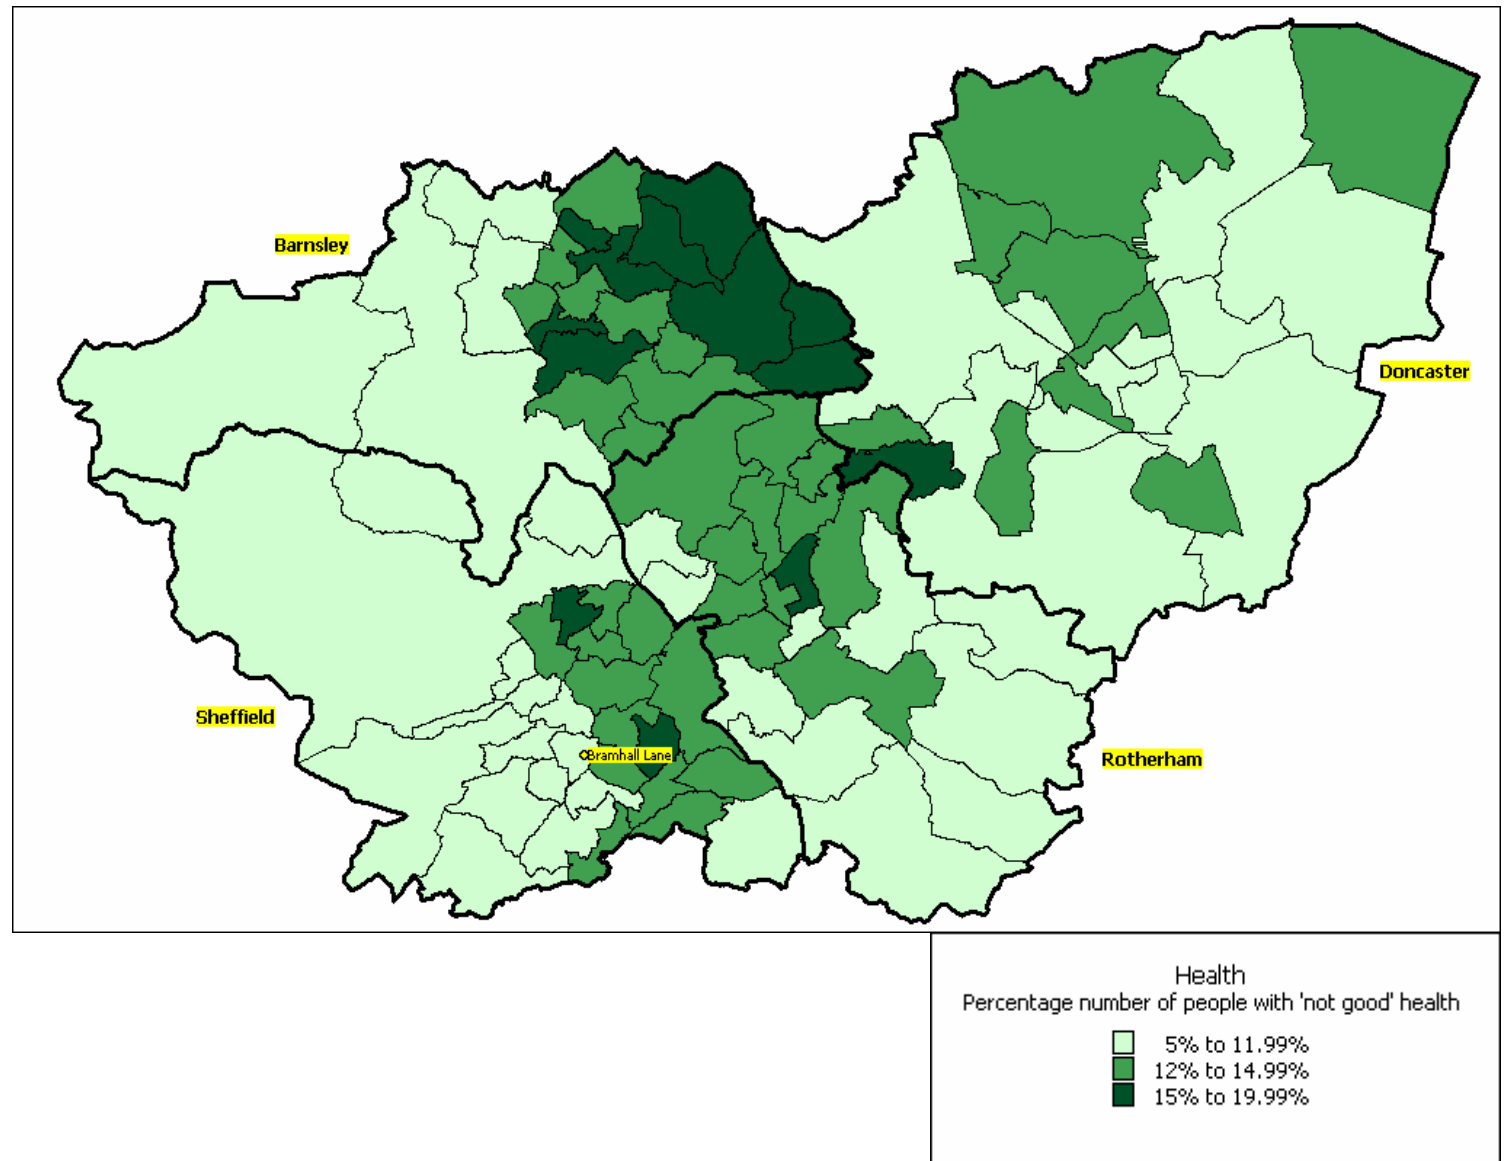 Barnsley
Doncaster
Sheffield
Bramhall Lane
Rotherham
Health
Percentage number of people with 'not good' health
5% to 11.99%
12% to 14.99%
15% to 19.99%